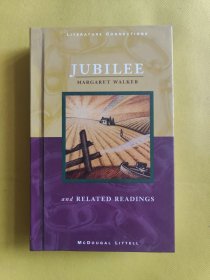 LITERATURE CONNECTIONS
JUBILEE
MARGARET WALKER
and RELATED READINGS
MCDOUGAL LITTELL